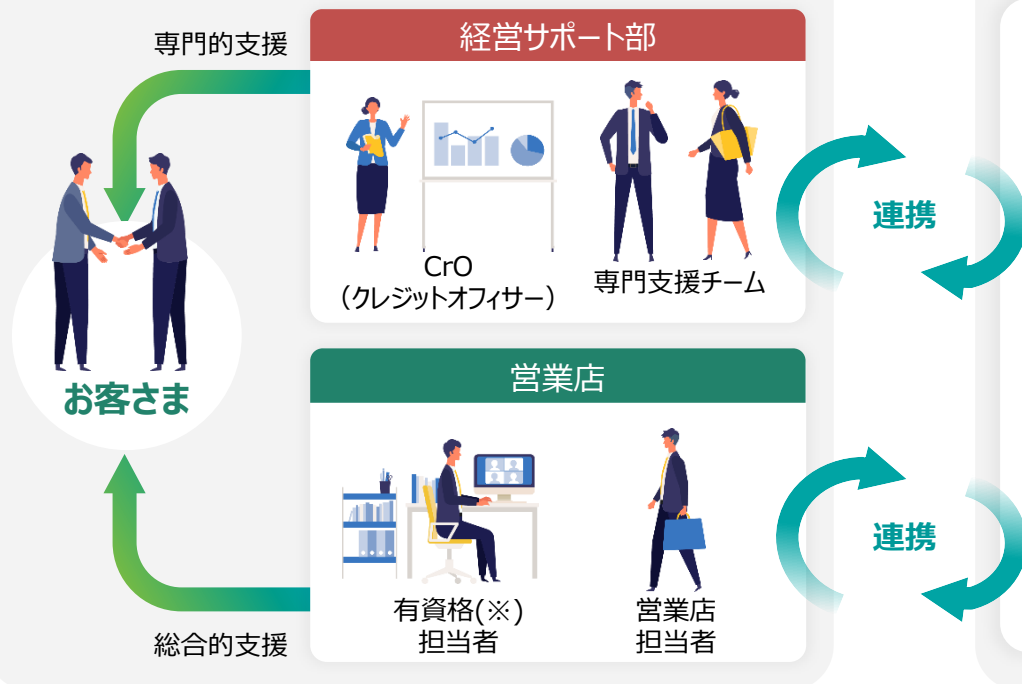 専門的支援
経営サポート部
CrO
（クレジットオフィサー）
専門支援チーム
連携
お客さま
営業店
有資格(※)
担当者
営業店
担当者
連携
総合的支援